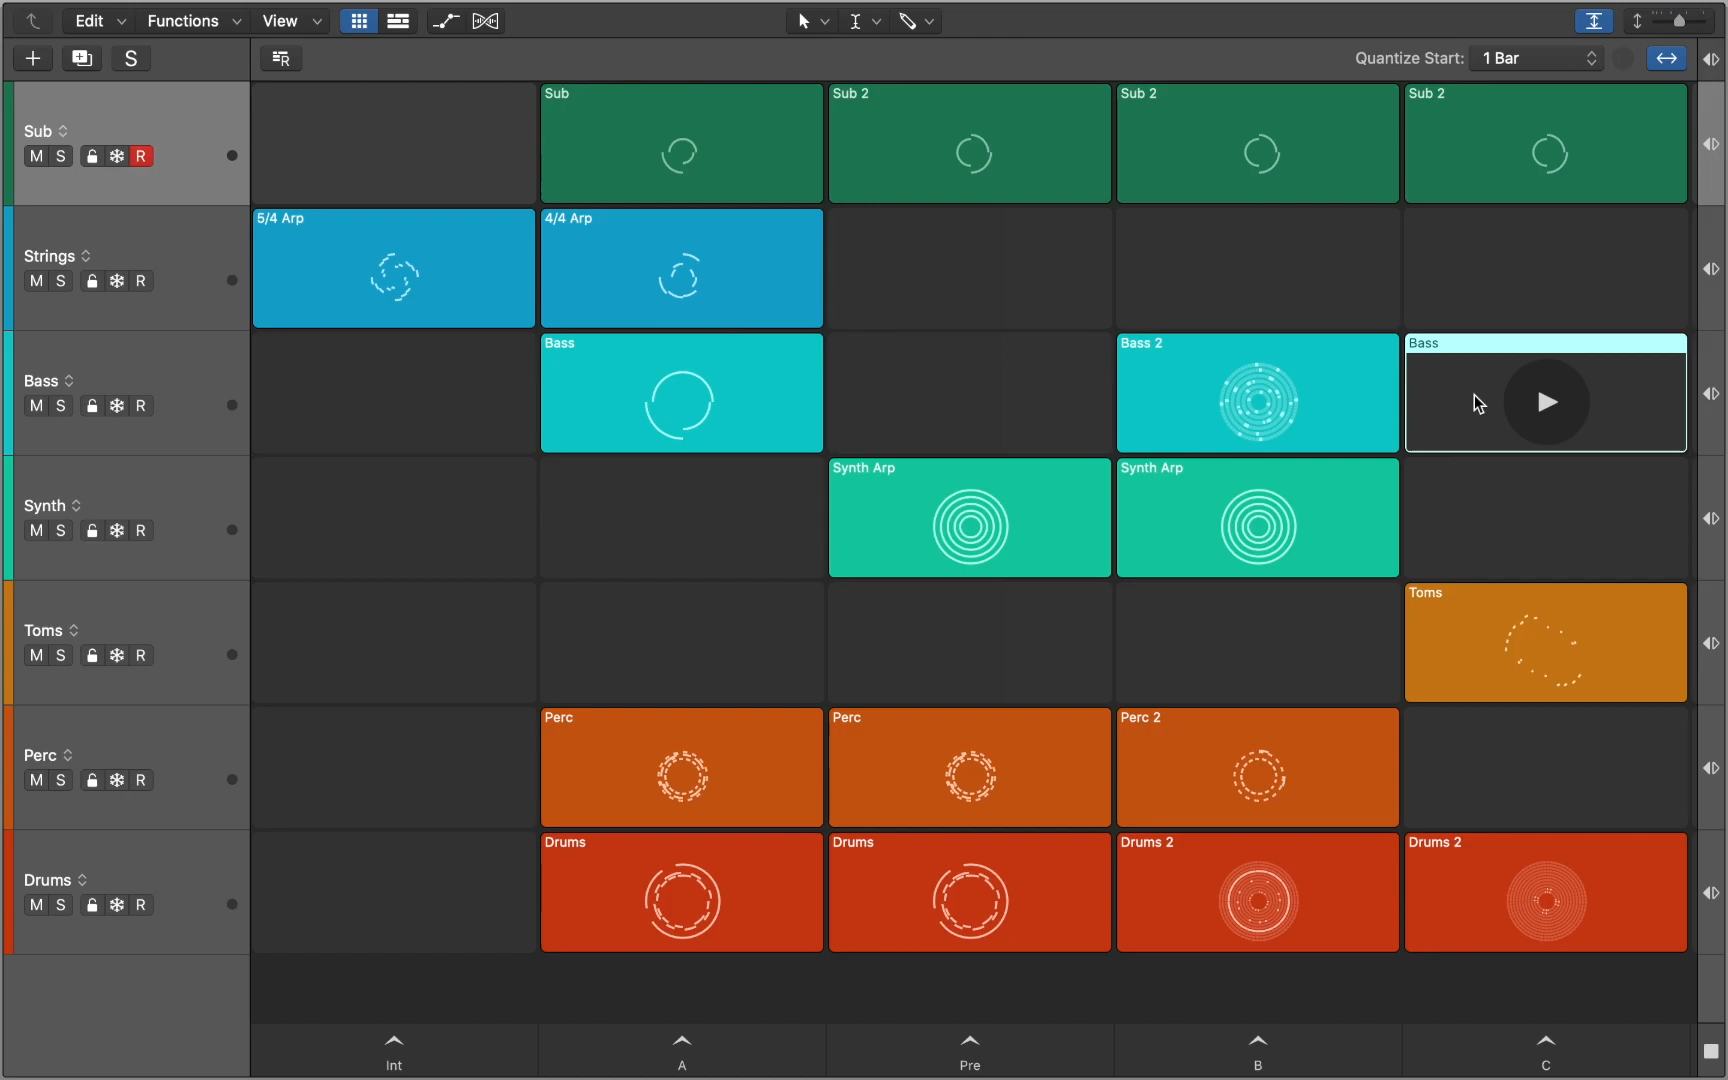 Edit Functions View
S Quantize Start: 1 Bar
Sub Sub Sub 2 Sub 2 Sub 2
M S R
Strings 5/4 Arp 4/4 Arp
M S R
Bass Bass Bass 2 Bass
M S R
Synth Synth Arp Synth Arp
M S R
Toms Toms
M S R
Perc Perc Perc Perc 2
M S R
Drums Drums Drums Drums 2 Drums 2
M S R
Int A Pre B C